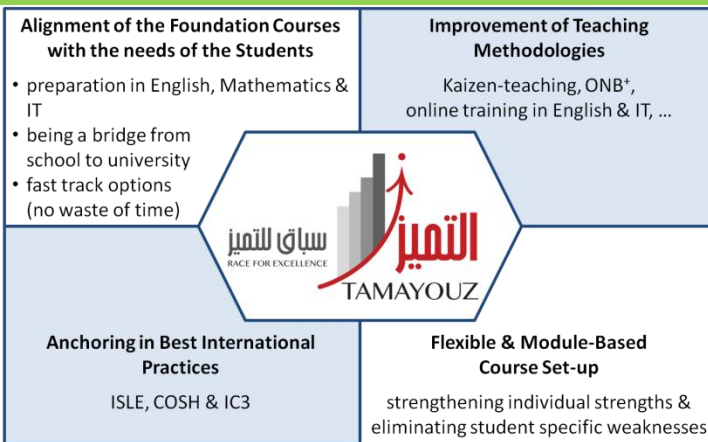 Alignment of the Foundation Courses
with the needs of the Students
• preparation in English, Mathematics &
IT
• being a bridge from
school to university
• fast track options
(no waste of time)
Improvement of Teaching
Methodologies
Kaizen-teaching, ONB⁺,
online training in English & IT, ...
سباق للتميز
RACE FOR EXCELLENCE
التميز
TAMAYOUZ
Anchoring in Best International
Practices
ISLE, COSH & IC3
Flexible & Module-Based
Course Set-up
strengthening individual strengths &
eliminating student specific weaknesses